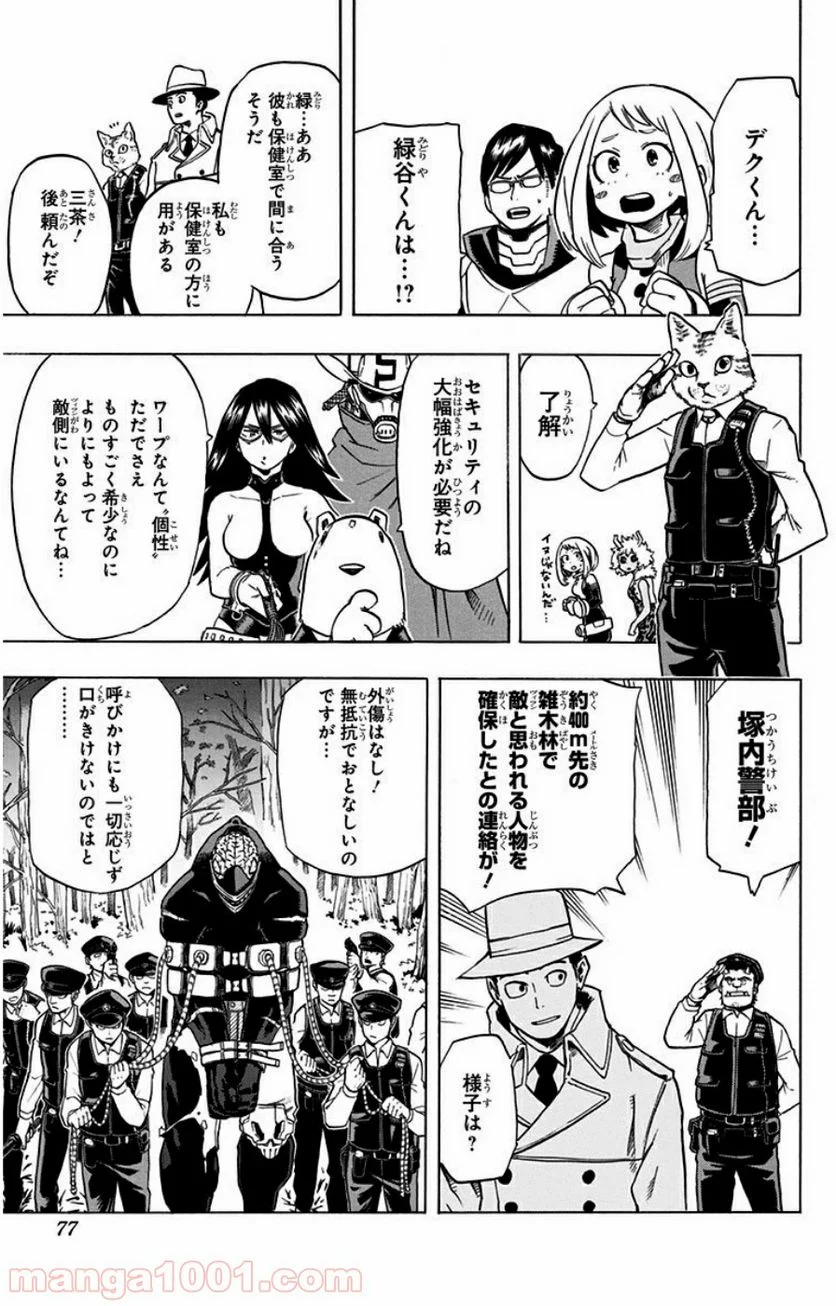 デクくん…
緑谷くんは…!?
緑…ああ
彼も保健室で間に合う
そうだ
私も
保健室の方に
用がある
三茶!
後頼んだぞ
了解
イヌじゃないんだ…
セキュリティの
大幅強化が必要だね
ワープなんて〝個性〟
ただでさえ
ものすごく希少なのに
よりにもよって
敵側にいるなんてね…
塚内警部!
約400m先の
雑木林で
敵と思われる人物を
確保したとの連絡が!
様子は?
外傷はなし!
無抵抗でおとなしいの
ですが…
呼びかけにも一切応じず
口がきけないのではと
………
77
manga1001.com